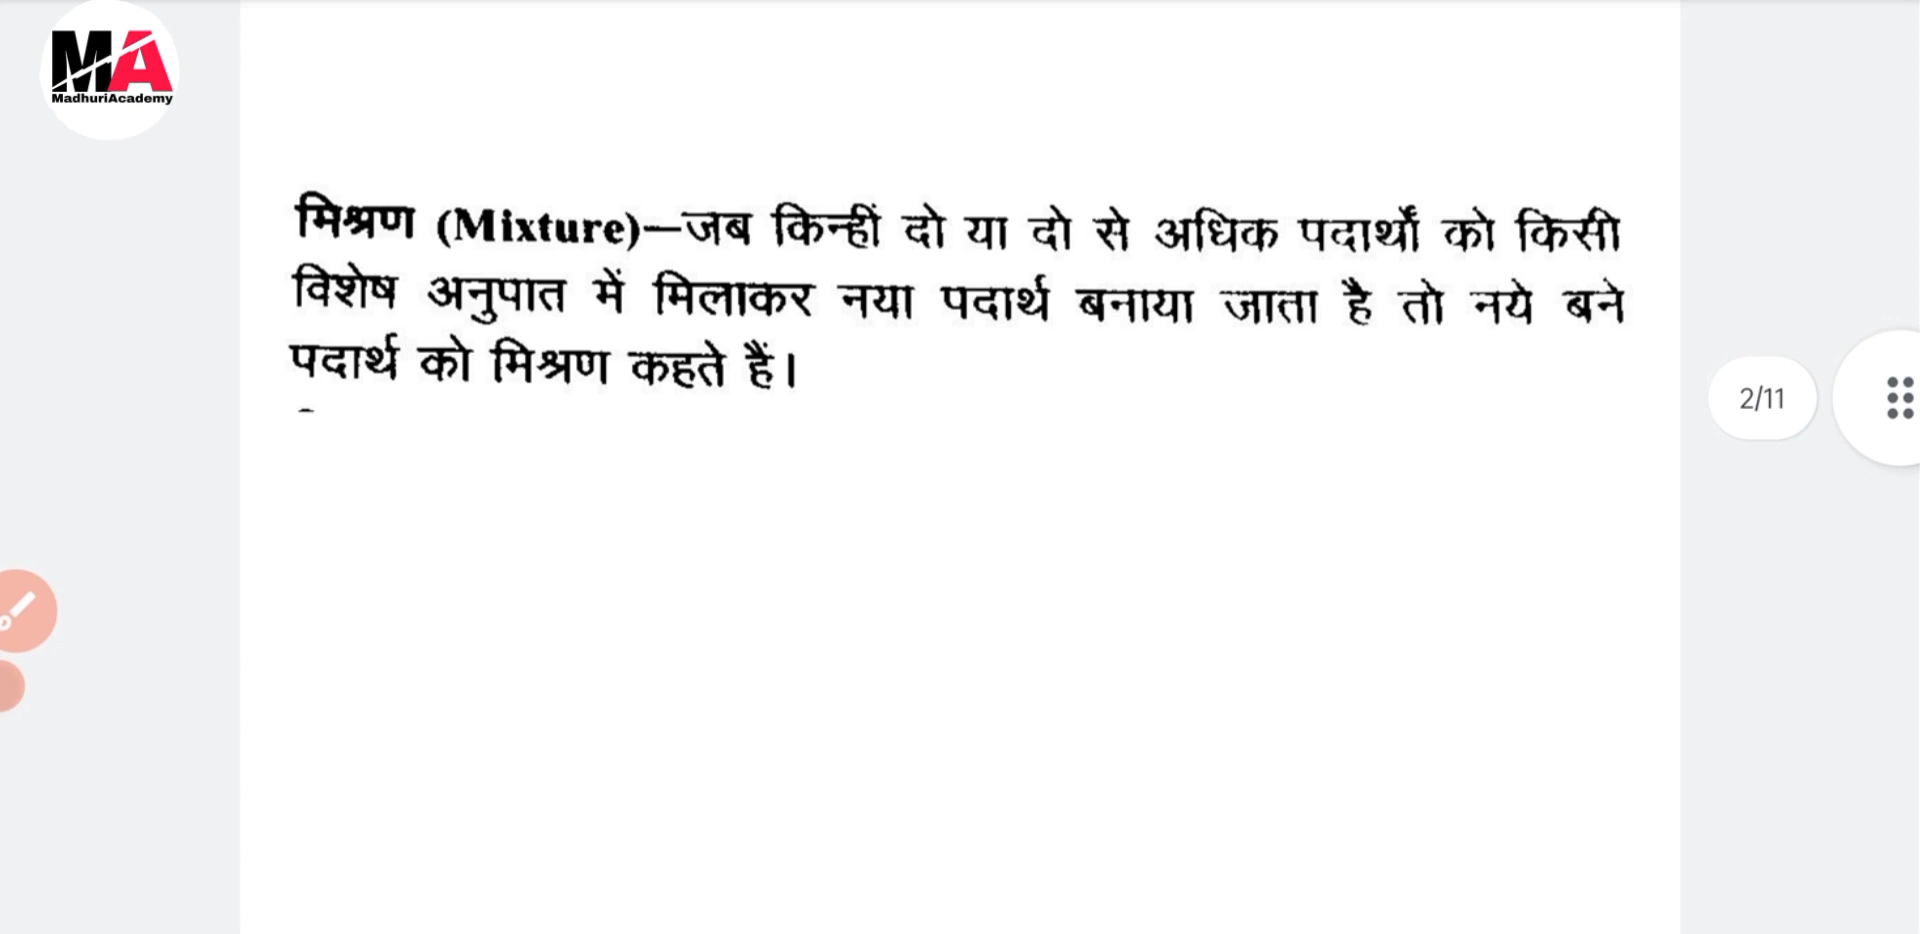 MA
MadhuriAcademy
मिश्रण (Mixture)—जब किन्हीं दो या दो से अधिक पदार्थों को किसी
विशेष अनुपात में मिलाकर नया पदार्थ बनाया जाता है तो नये बने
पदार्थ को मिश्रण कहते हैं।
2/11